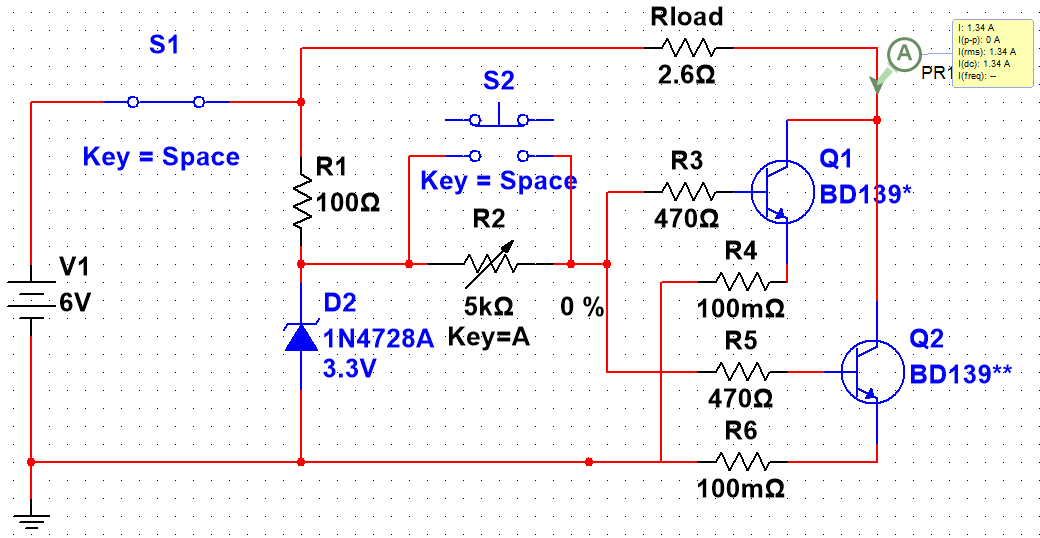 Rload
2.6Ω
A
PR1
I: 1.34 A
I(p-p): 0 A
I(rms): 1.34 A
I(dc): 1.34 A
I(freq): --
S1
Key = Space
S2
Key = Space
R1
100Ω
R2
5kΩ
0 %
Key=A
R3
470Ω
Q1
BD139*
R4
100mΩ
V1
6V
D2
1N4728A
3.3V
R5
470Ω
Q2
BD139**
R6
100mΩ